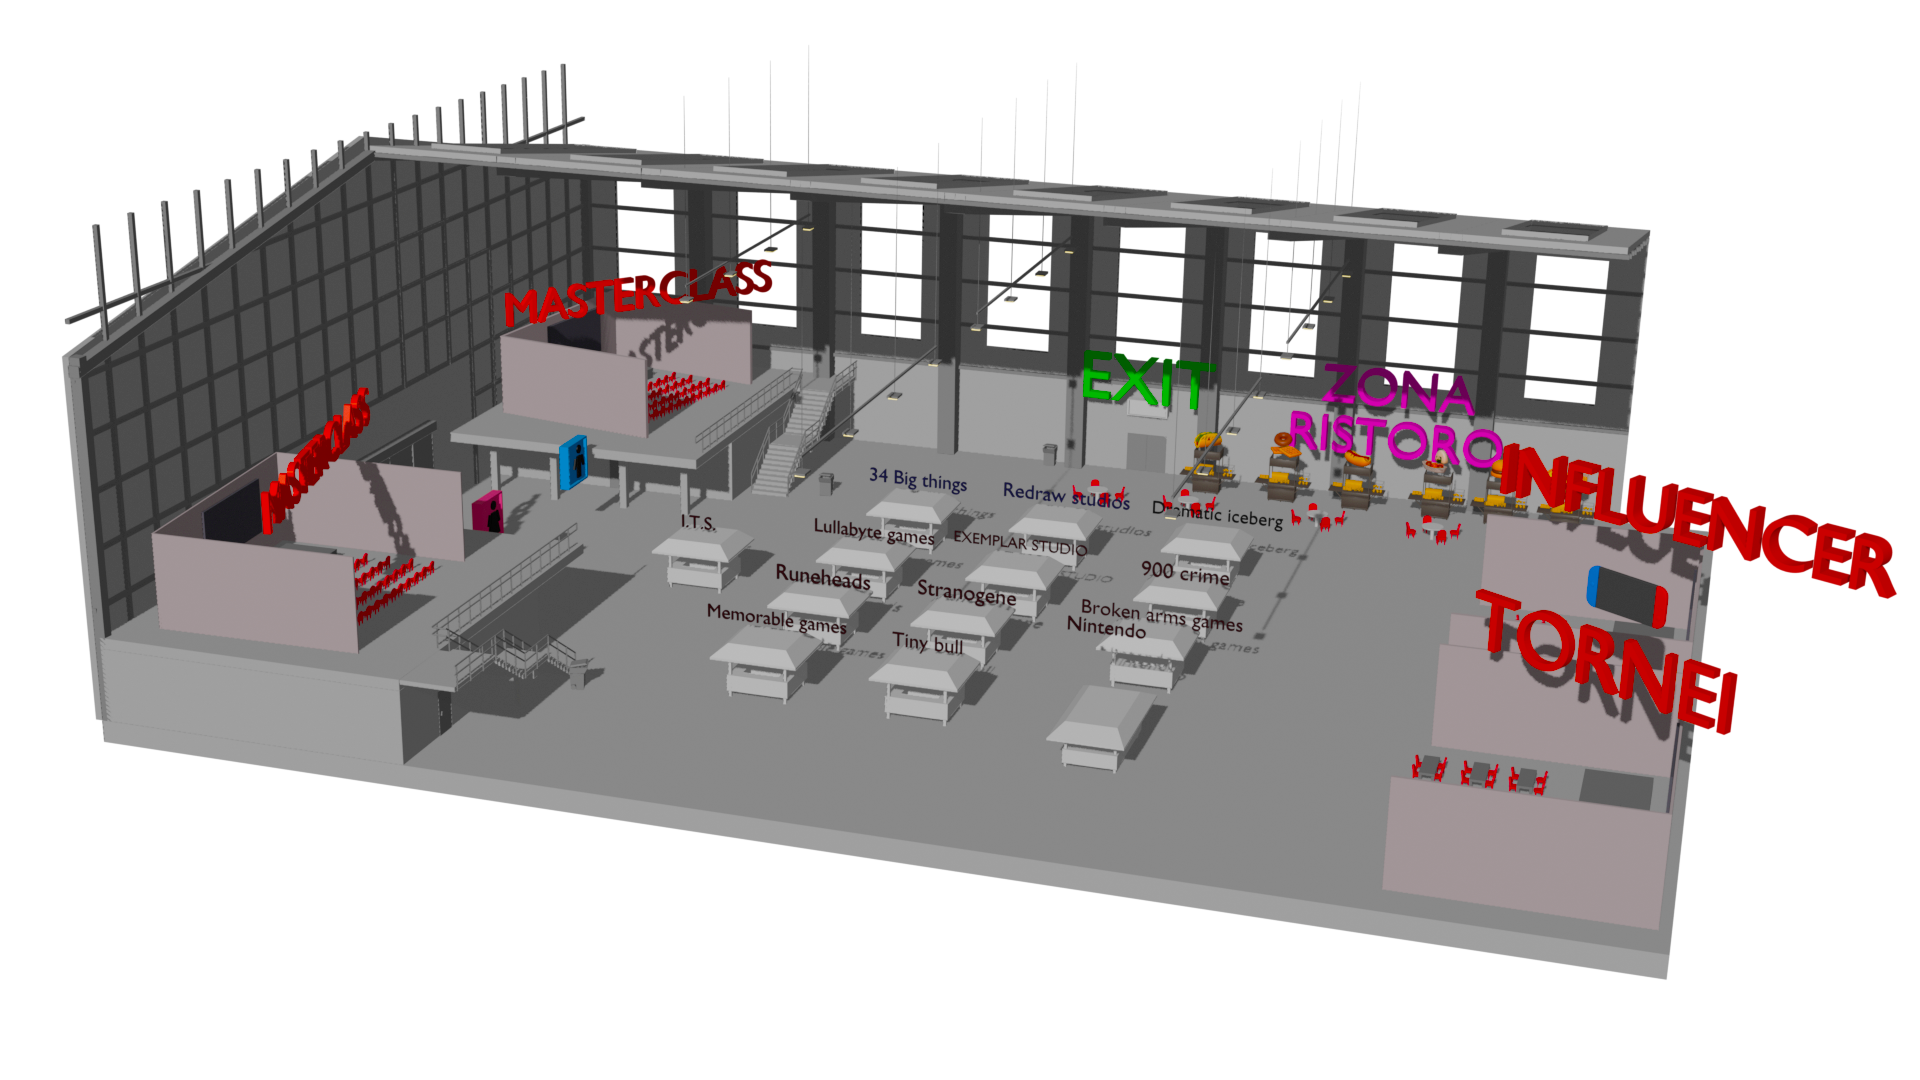 MASTERCLASS
EXIT
ZONA
RISTORO
INFLUENCER
34 Big things
Redraw studios
Dramatic iceberg
I.T.S.
Lullabyte games
EXEMPLAR STUDIO
900 crime
Runeheads
Stranogene
Broken arms games
Memorable games
Nintendo
Tiny bull
TORNEI